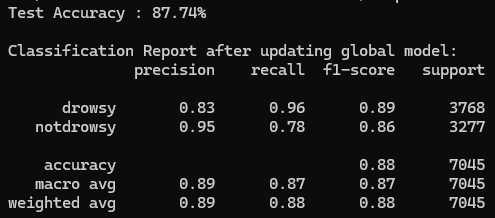 Test Accuracy : 87.74%
Classification Report after updating global model:
precision recall f1-score support
drowsy 0.83 0.96 0.89 3768
notdrowsy 0.95 0.78 0.86 3277
accuracy 0.88 7045
macro avg 0.89 0.87 0.87 7045
weighted avg 0.89 0.88 0.88 7045